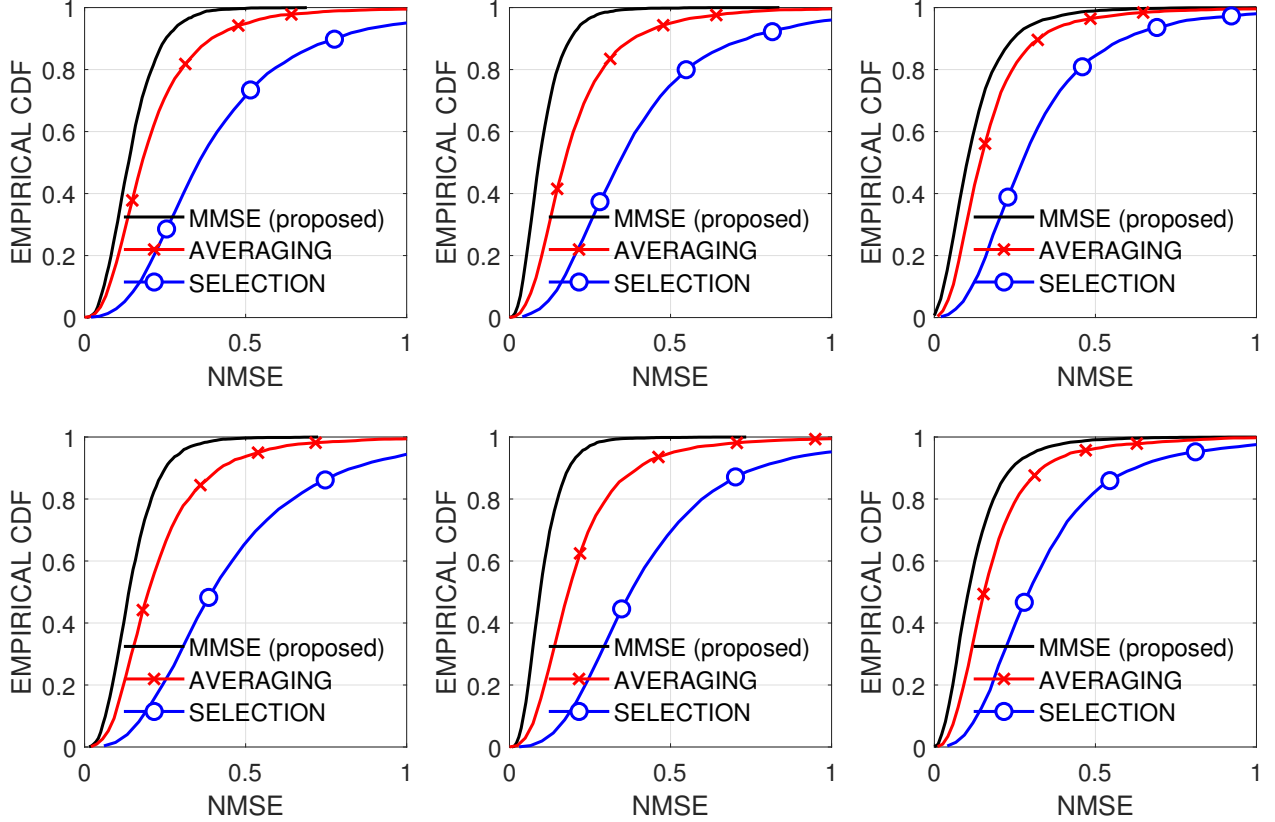 1
0.8
0.6
0.4
0.2
0
EMPIRICAL CDF
MMSE (proposed)
AVERAGING
SELECTION
0 0.5 1
NMSE
1
0.8
0.6
0.4
0.2
0
EMPIRICAL CDF
MMSE (proposed)
AVERAGING
SELECTION
0 0.5 1
NMSE
1
0.8
0.6
0.4
0.2
0
EMPIRICAL CDF
MMSE (proposed)
AVERAGING
SELECTION
0 0.5 1
NMSE
1
0.8
0.6
0.4
0.2
0
EMPIRICAL CDF
MMSE (proposed)
AVERAGING
SELECTION
0 0.5 1
NMSE
1
0.8
0.6
0.4
0.2
0
EMPIRICAL CDF
MMSE (proposed)
AVERAGING
SELECTION
0 0.5 1
NMSE
1
0.8
0.6
0.4
0.2
0
EMPIRICAL CDF
MMSE (proposed)
AVERAGING
SELECTION
0 0.5 1
NMSE